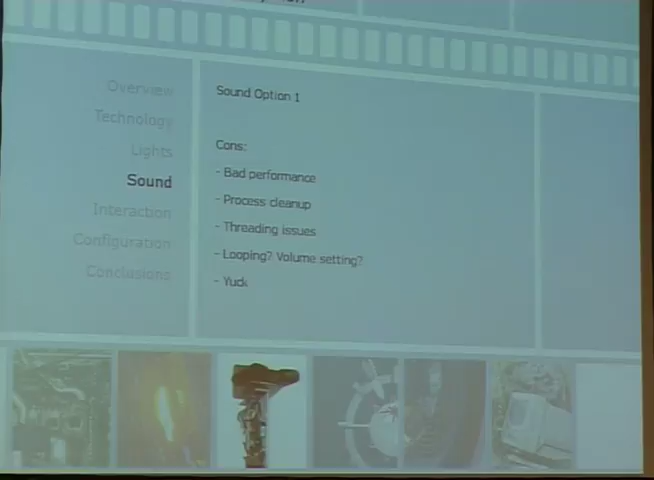 Overview
Technology
Lights
Sound
Interaction
Configuration
Conclusions
Sound Option 1
Cons:
- Bad performance
- Process cleanup
- Threading issues
- Looping? Volume setting?
- Yuck